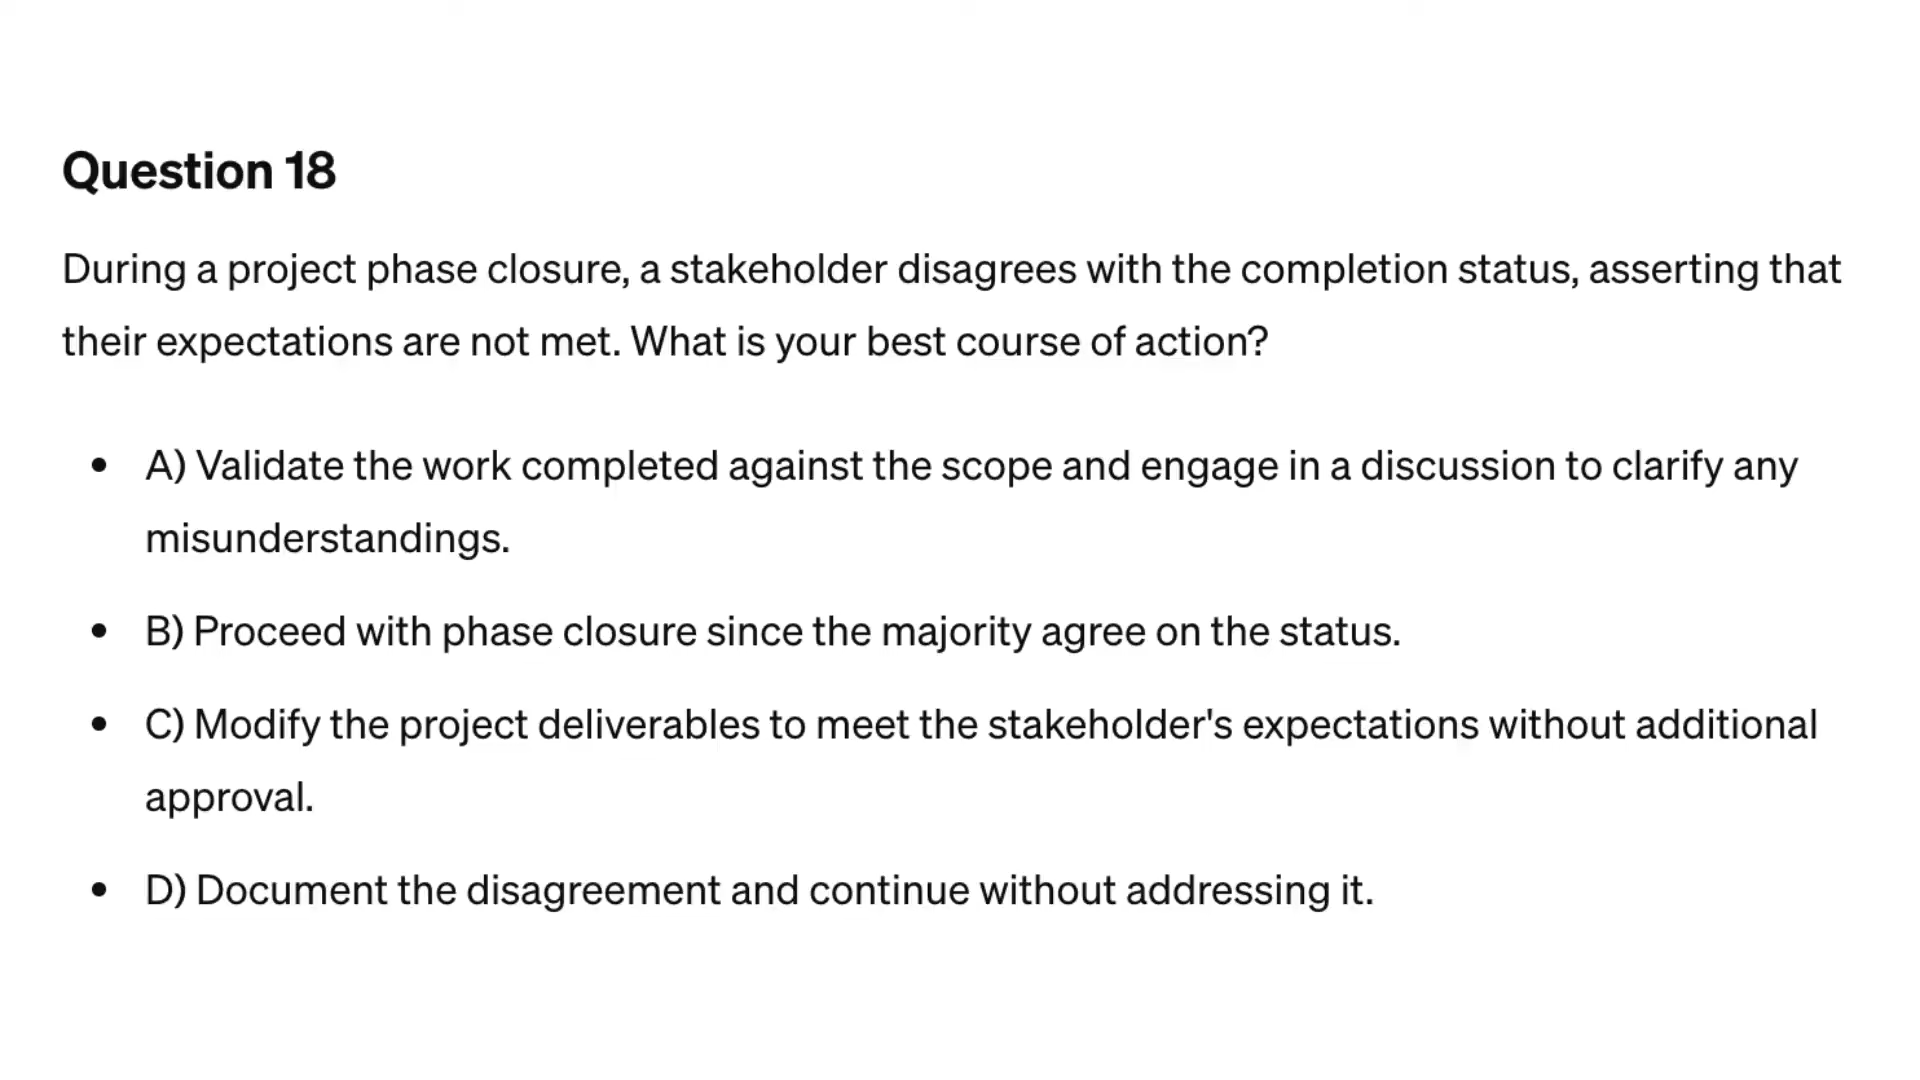 Question 18
During a project phase closure, a stakeholder disagrees with the completion status, asserting that
their expectations are not met. What is your best course of action?
• A) Validate the work completed against the scope and engage in a discussion to clarify any
misunderstandings.
• B) Proceed with phase closure since the majority agree on the status.
• C) Modify the project deliverables to meet the stakeholder's expectations without additional
approval.
• D) Document the disagreement and continue without addressing it.